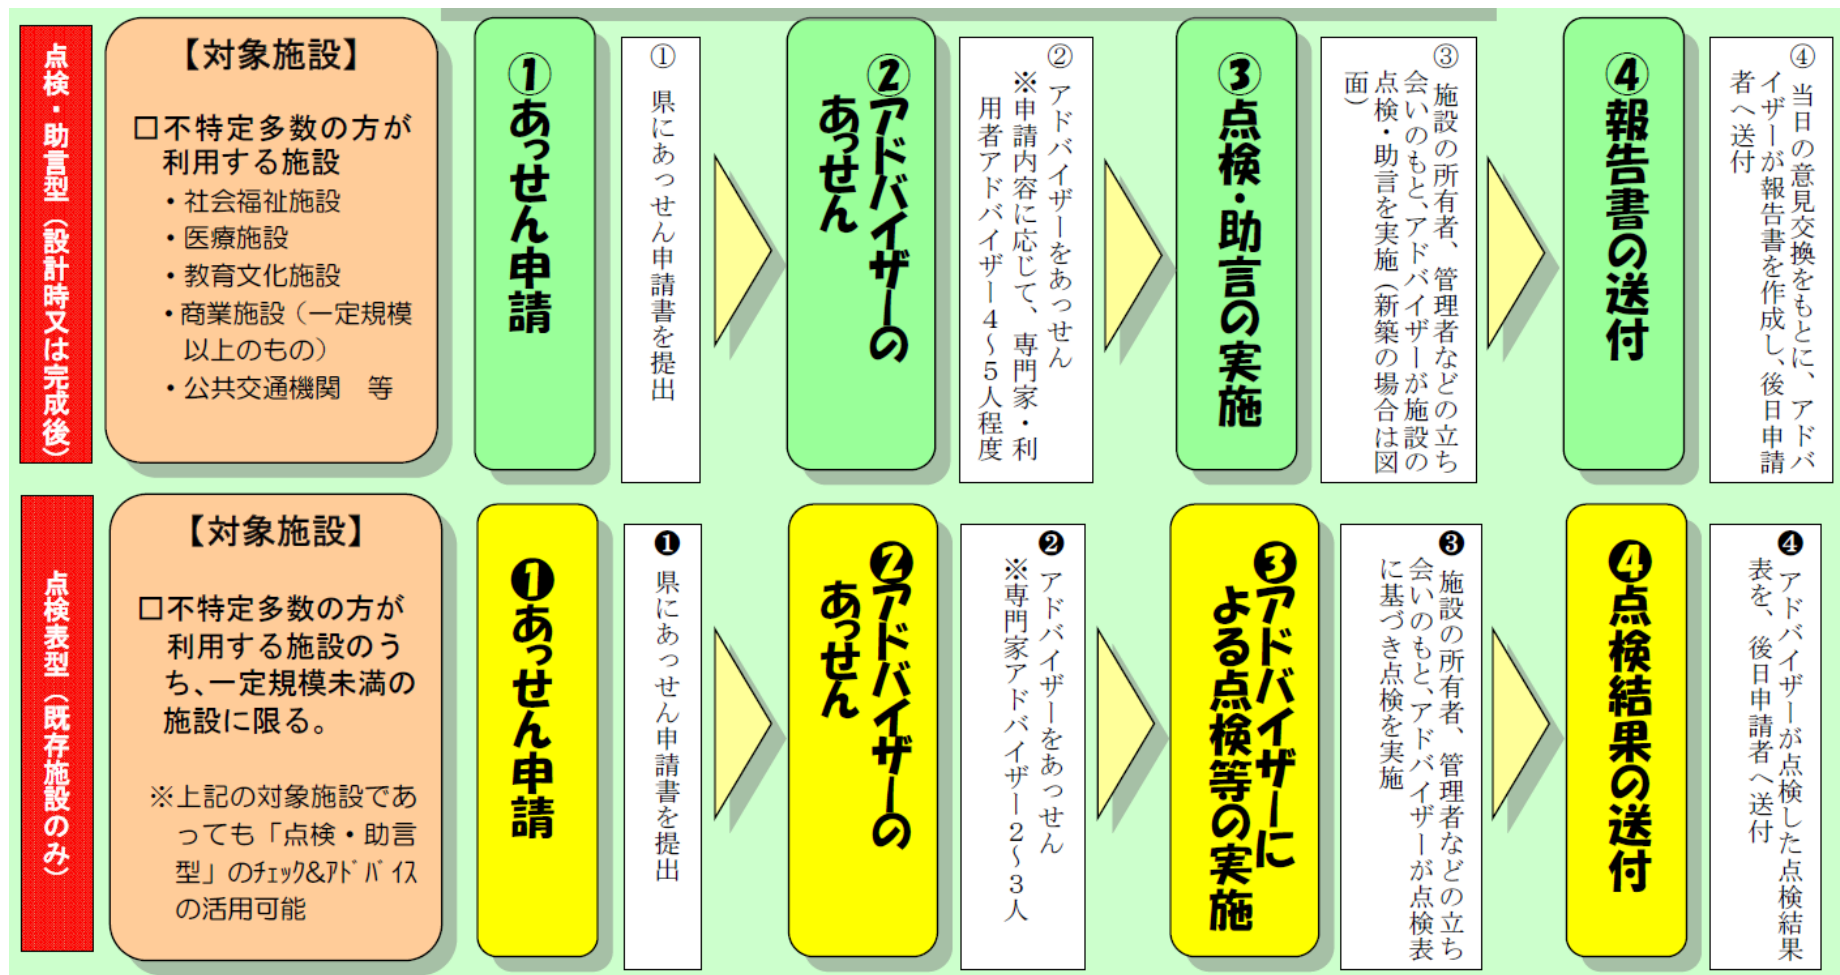 点検・助言型（設計時又は完成後）
【対象施設】
□不特定多数の方が
利用する施設
・社会福祉施設
・医療施設
・教育文化施設
・商業施設（一定規模
以上のもの）
・公共交通機関　等
①あっせん申請
①　県にあっせん申請書を提出
②アドバイザーの
あっせん
②　アドバイザーをあっせん
※申請内容に応じて、専門家・利
用者アドバイザー４～５人程度
③点検・助言の実施
③　施設の所有者、管理者などの立ち
会いのもと、アドバイザーが施設の
点検・助言を実施（新築の場合は図
面）
④報告書の送付
④　当日の意見交換をもとに、アドバ
イザーが報告書を作成し、後日申請
者へ送付
点検表型（既存施設のみ）
【対象施設】
□不特定多数の方が
利用する施設のう
ち、一定規模未満の
施設に限る。
※上記の対象施設であ
っても「点検・助言
型」のﾁｪｯｸ&ｱﾄﾞﾊﾞｲｽ
の活用可能
❶あっせん申請
❶　県にあっせん申請書を提出
❷アドバイザーの
あっせん
❷　アドバイザーをあっせん
※専門家アドバイザー２～３人
❸アドバイザーに
よる点検等の実施
❸　施設の所有者、管理者などの立ち
会いのもと、アドバイザーが点検表
に基づき点検を実施
❹点検結果の送付
❹　アドバイザーが点検した点検結果
表を、後日申請者へ送付